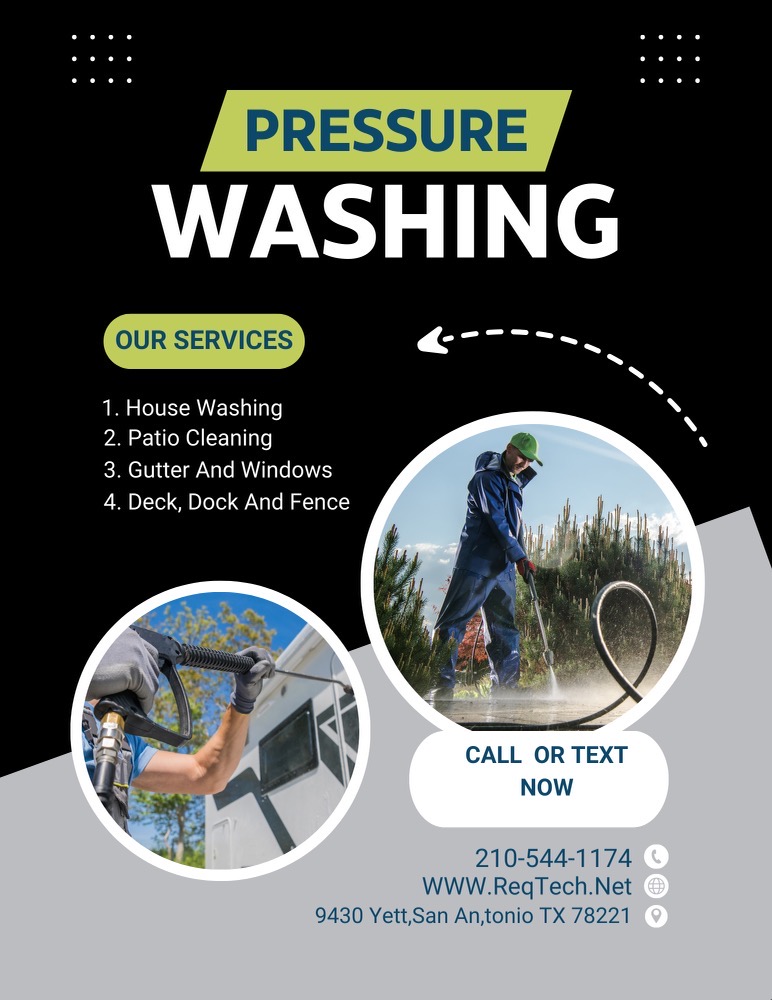 PRESSURE
WASHING
OUR SERVICES
1. House Washing
2. Patio Cleaning
3. Gutter And Windows
4. Deck, Dock And Fence
CALL OR TEXT
NOW
210-544-1174
WWW.ReqTech.Net
9430 Yett,San An,tonio TX 78221